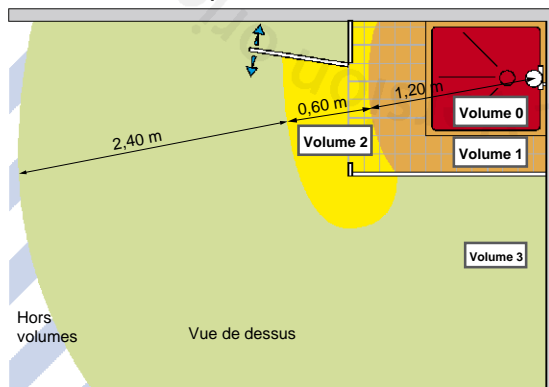 1,20 m
0,60 m
2,40 m
Volume 0
Volume 2
Volume 1
Volume 3
Hors
volumes
Vue de dessus